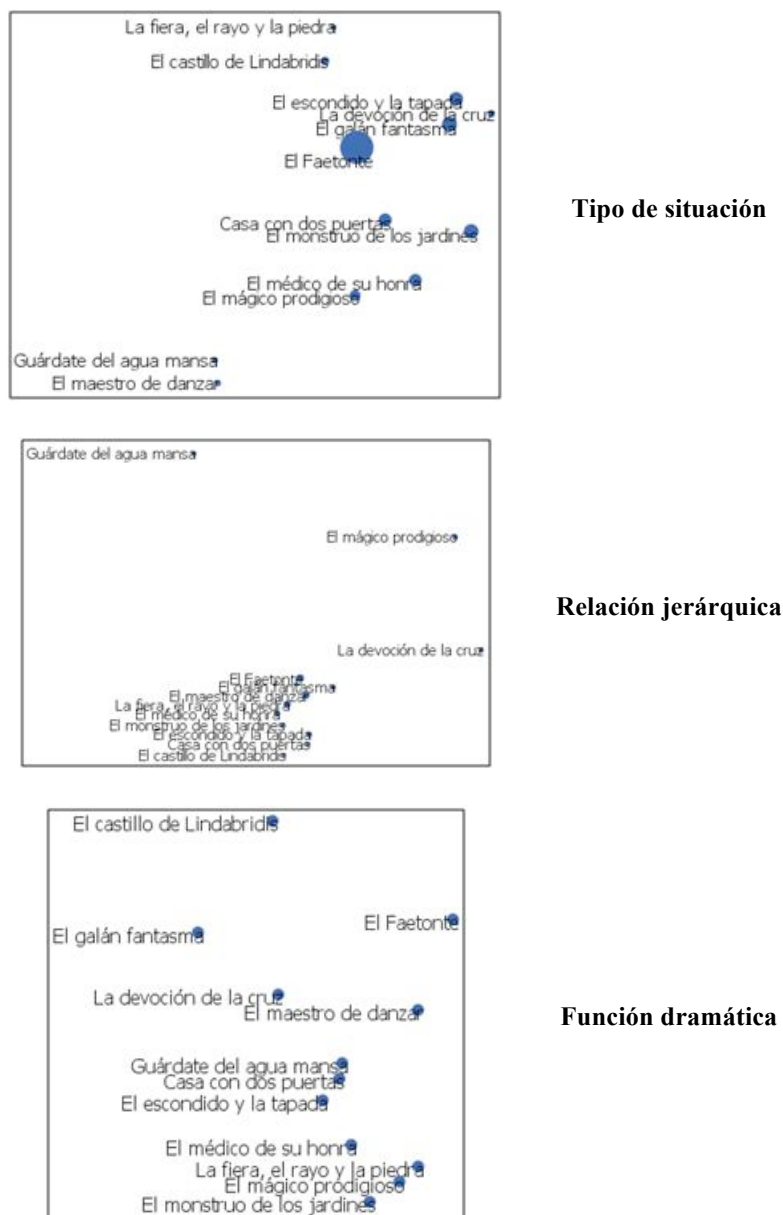 La fiera, el rayo y la piedra
El castillo de Lindabridis
El escondido y la tapada
La devoción de la cruz
El galán fantasma
El Faetonte
Casa con dos puertas
El monstruo de los jardines
El médico de su honra
El mágico prodigioso
Guárdate del agua mansa
El maestro de danzar
Tipo de situación
Guárdate del agua mansa
El mágico prodigioso
La devoción de la cruz
El Faetonte
El galán fantasma
El maestro de danzar
La fiera, el rayo y la piedra
El médico de su honra
El monstruo de los jardines
El escondido y la tapada
Casa con dos puertas
El castillo de Lindabridis
Relación jerárquica
El castillo de Lindabridis
El Faetonte
El galán fantasma
La devoción de la cruz
El maestro de danzar
Guárdate del agua mansa
Casa con dos puertas
El escondido y la tapada
El médico de su honra
La fiera, el rayo y la piedra
El mágico prodigioso
El monstruo de los jardines
Función dramática